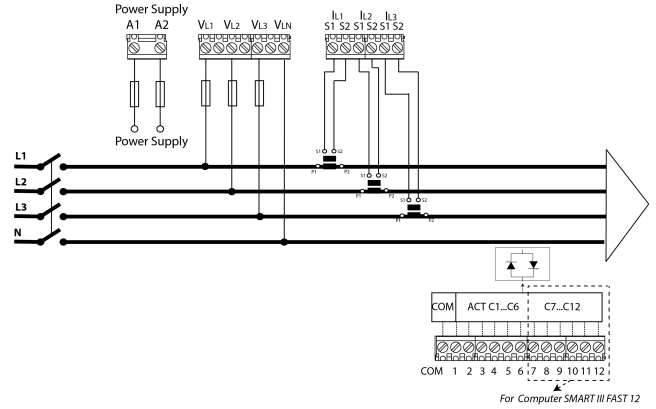 Power Supply
A1 A2
VL1 VL2 VL3 VLN
IL1 IL2 IL3
S1 S2 S1 S2 S1 S2
Power Supply
L1
S1 S2
P1 P2
L2
S1 S2
P1 P2
L3
S1 S2
P1 P2
N
COM ACT C1...C6 C7...C12
COM 1 2 3 4 5 6 7 8 9 10 11 12
For Computer SMART III FAST 12